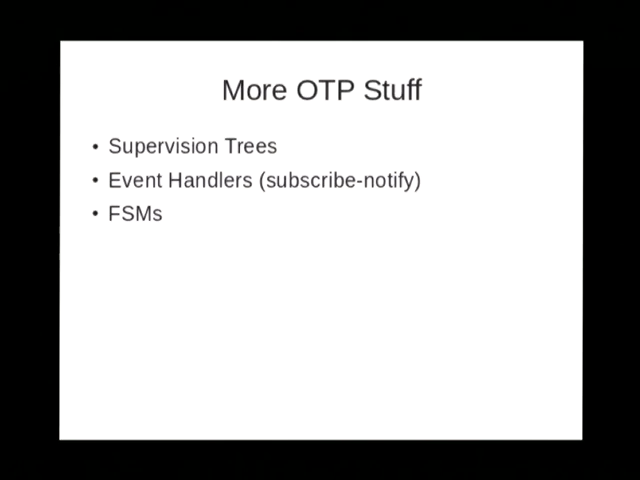 More OTP Stuff
• Supervision Trees
• Event Handlers (subscribe-notify)
• FSMs